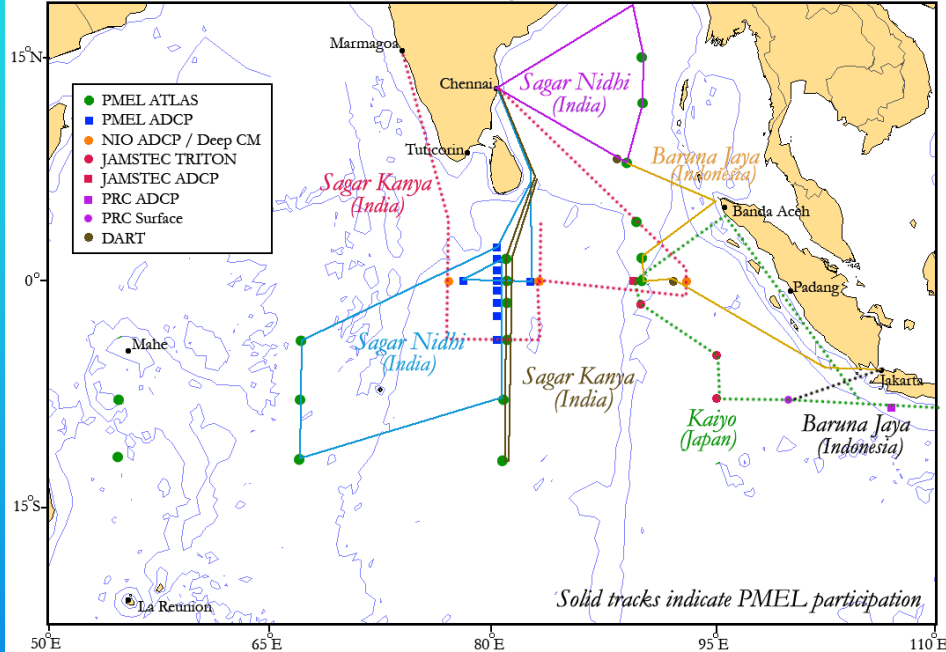 15°N
0°
15°S
50°E
65°E
80°E
95°E
110°E
Marmagoa
Chennai
Tuticorin
PMEL ATLAS
PMEL ADCP
NIO ADCP / Deep CM
JAMSTEC TRITON
JAMSTEC ADCP
PRC ADCP
PRC Surface
DART
Sagar Nidhi
(India)
Baruna Jaya
(Indonesia)
Sagar Kanya
(India)
Banda Aceh
Padang
Mahe
Sagar Nidhi
(India)
Sagar Kanya
(India)
Jakarta
Kaiyo
(Japan)
Baruna Jaya
(Indonesia)
La Reunion
Solid tracks indicate PMEL participation